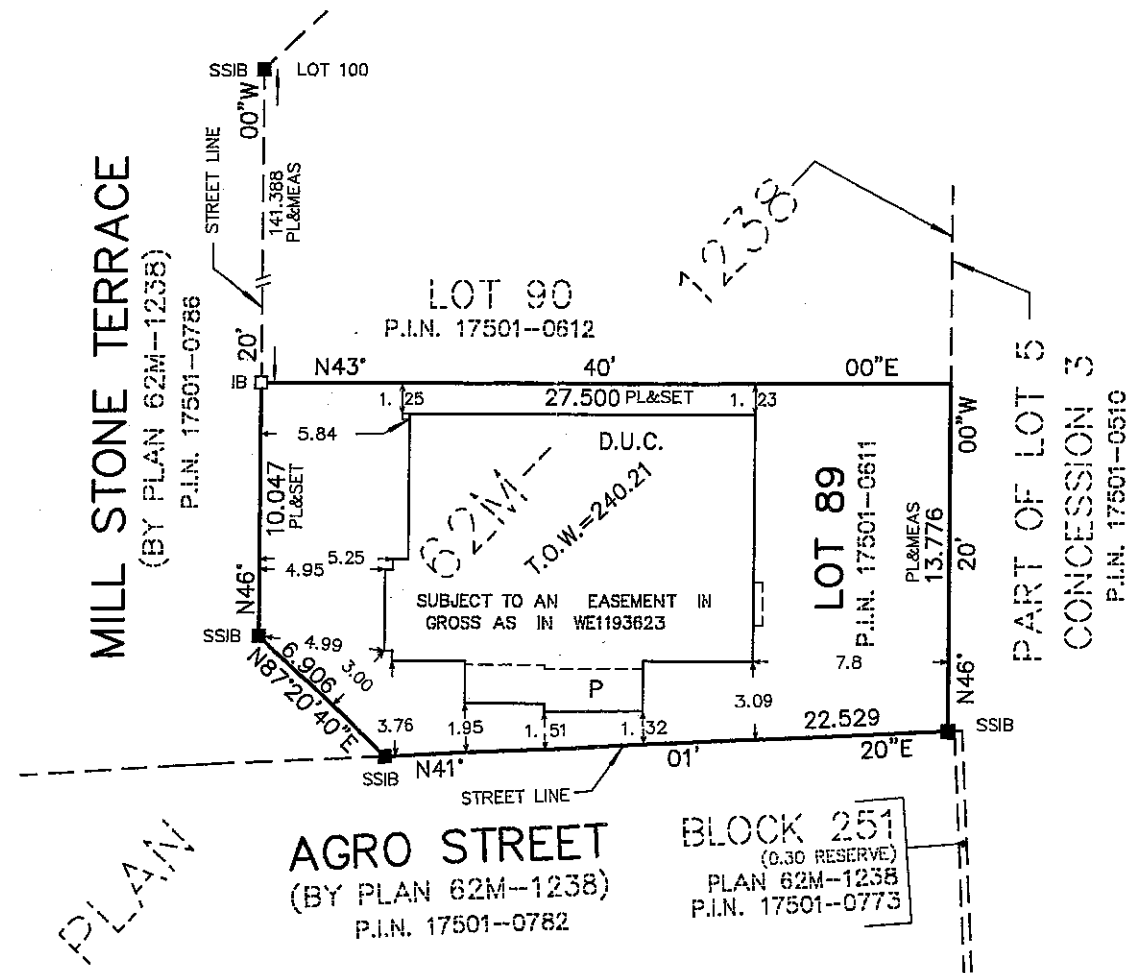 SSIB
LOT 100
00"W
STREET LINE
141.388
PL&MEAS
MILL STONE TERRACE
(BY PLAN 62M-1238)
P.I.N. 17501-0786
20'
1238
LOT 90
P.I.N. 17501--0612
IB
N43°
40'
00"E
27.500 PL&SET
1. 25
1. 23
5.84
D.U.C.
10.047
PL&SET
62M-
T.O.W.=240.21
LOT 89
P.I.N. 17501-0611
PL&MEAS
13.776
00"W
20'
N46°
PART OF LOT 5
CONCESSION 3
P.I.N. 17501-0510
5.25
4.95
N46°
SUBJECT TO AN EASEMENT IN
GROSS AS IN WE1193623
SSIB
4.99
6.906
3.00
N87°20'40"E
7.8
P
3.09
3.76
1.95
1. 51
1. 32
22.529
SSIB
SSIB
N41°
01'
20"E
STREET LINE
AGRO STREET
(BY PLAN 62M--1238)
P.I.N. 17501--0782
BLOCK 251
(0.30 RESERVE)
PLAN 62M-1238
P.I.N. 17501--0773
PLAN